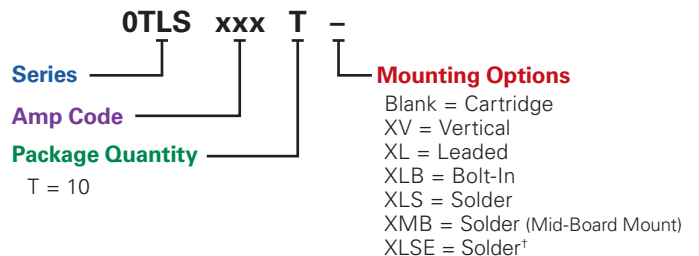 0TLS xxx T –
Series
Amp Code
Package Quantity
T = 10
Mounting Options
Blank = Cartridge
XV = Vertical
XL = Leaded
XLB = Bolt-In
XLS = Solder
XMB = Solder (Mid-Board Mount)
XLSE = Solder†